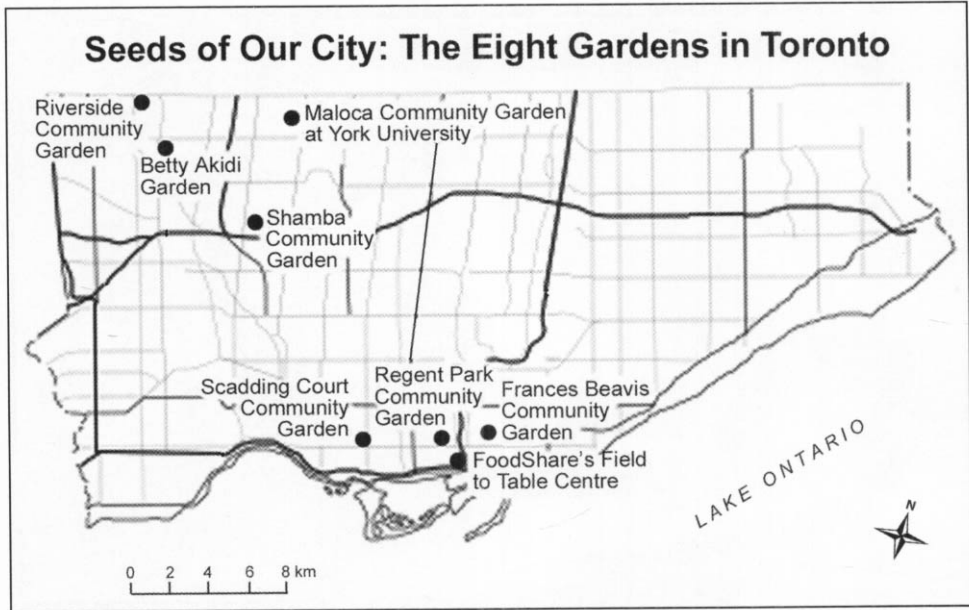 Seeds of Our City: The Eight Gardens in Toronto
Riverside
Community
Garden
Maloca Community Garden
at York University
Betty Akidi
Garden
Shamba
Community
Garden
Scadding Court
Community
Garden
Regent Park
Community
Garden
Frances Beavis
Community
Garden
FoodShare's Field
to Table Centre
LAKE ONTARIO
N
0 2 4 6 8 km